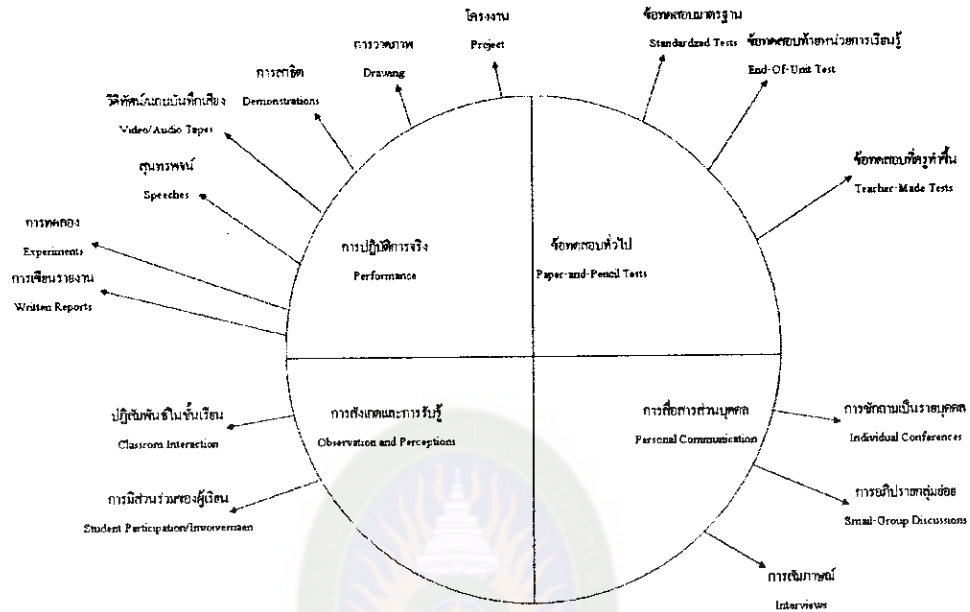 โครงงาน
Project
การวาดภาพ
Drawing
การสาธิต
Demonstrations
วีดิทัศน์/แถบบันทึกเสียง
Video/Audio Tapes
สุนทรพจน์
Speeches
การทดลอง
Experiments
การเขียนรายงาน
Written Reports
ข้อทดสอบมาตรฐาน
Standardized Tests
ข้อทดสอบท้ายหน่วยการเรียนรู้
End-Of-Unit Test
ข้อทดสอบที่ครูทำขึ้น
Teacher-Made Tests
การปฏิบัติการจริง
Performance
ข้อทดสอบทั่วไป
Paper-and-Pencil Tests
การสังเกตและการรับรู้
Observation and Perceptions
การสื่อสารส่วนบุคคล
Personal Communication
ปฏิสัมพันธ์ในชั้นเรียน
Classrom Interaction
การมีส่วนร่วมของผู้เรียน
Student Participation/Invorvemaen
การซักถามเป็นรายบุคคล
Individual Conferences
การอภิปรายกลุ่มย่อย
Small-Group Discussions
การสัมภาษณ์
Interviews